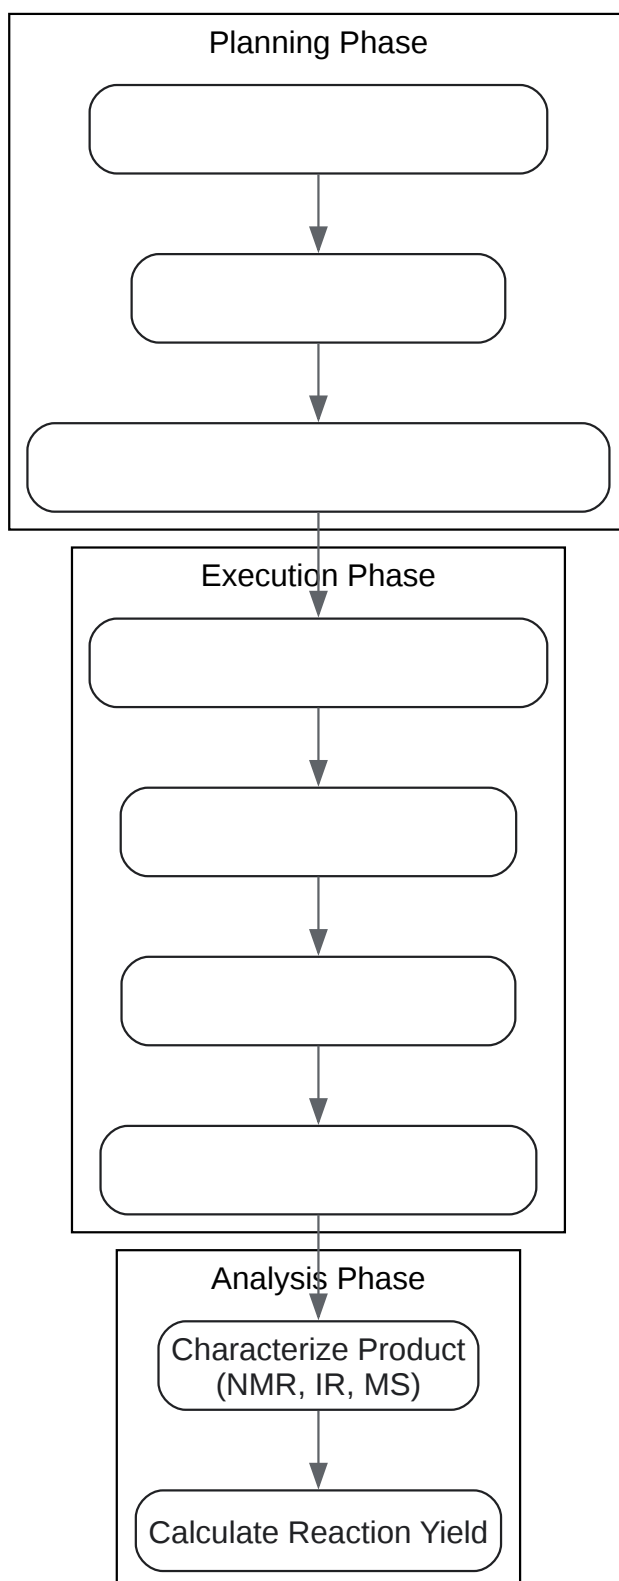 Planning Phase
Execution Phase
Analysis Phase
Characterize Product
(NMR, IR, MS)
Calculate Reaction Yield